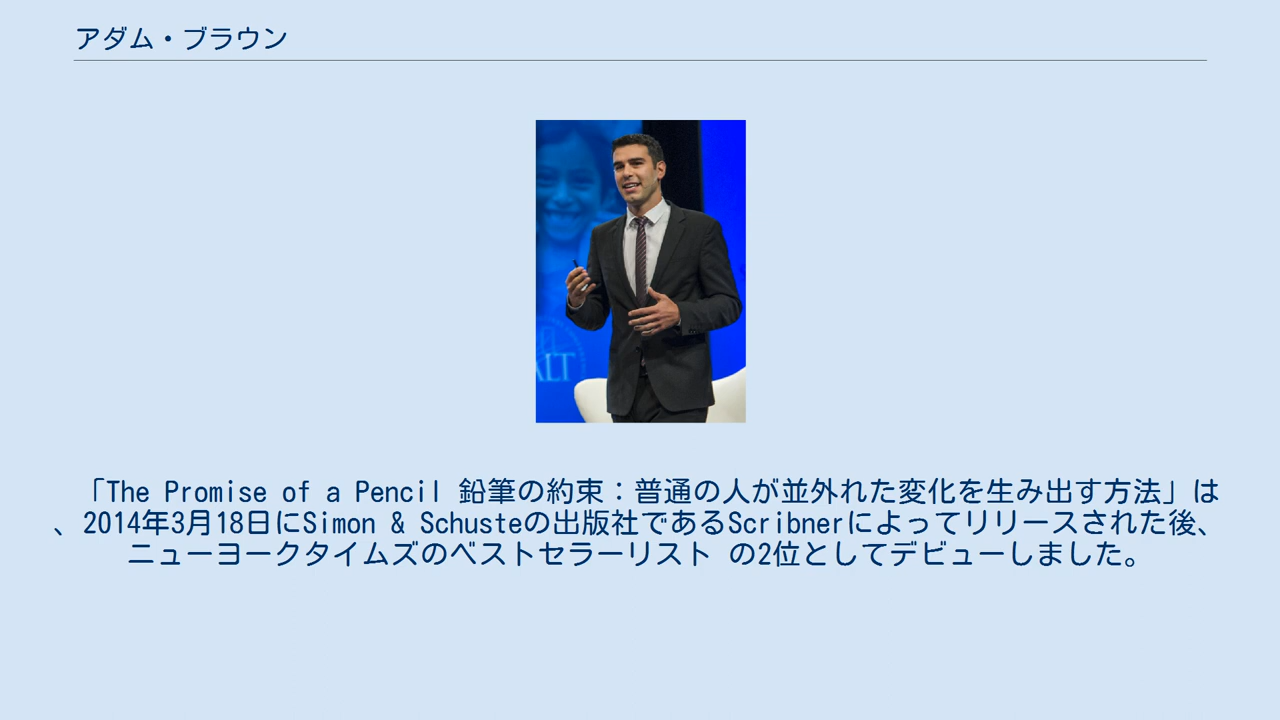 アダム・ブラウン
ALT
「The Promise of a Pencil 鉛筆の約束：普通の人が並外れた変化を生み出す方法」は
、2014年3月18日にSimon & Schusteの出版社であるScribnerによってリリースされた後、
ニューヨークタイムズのベストセラーリスト の2位としてデビューしました。